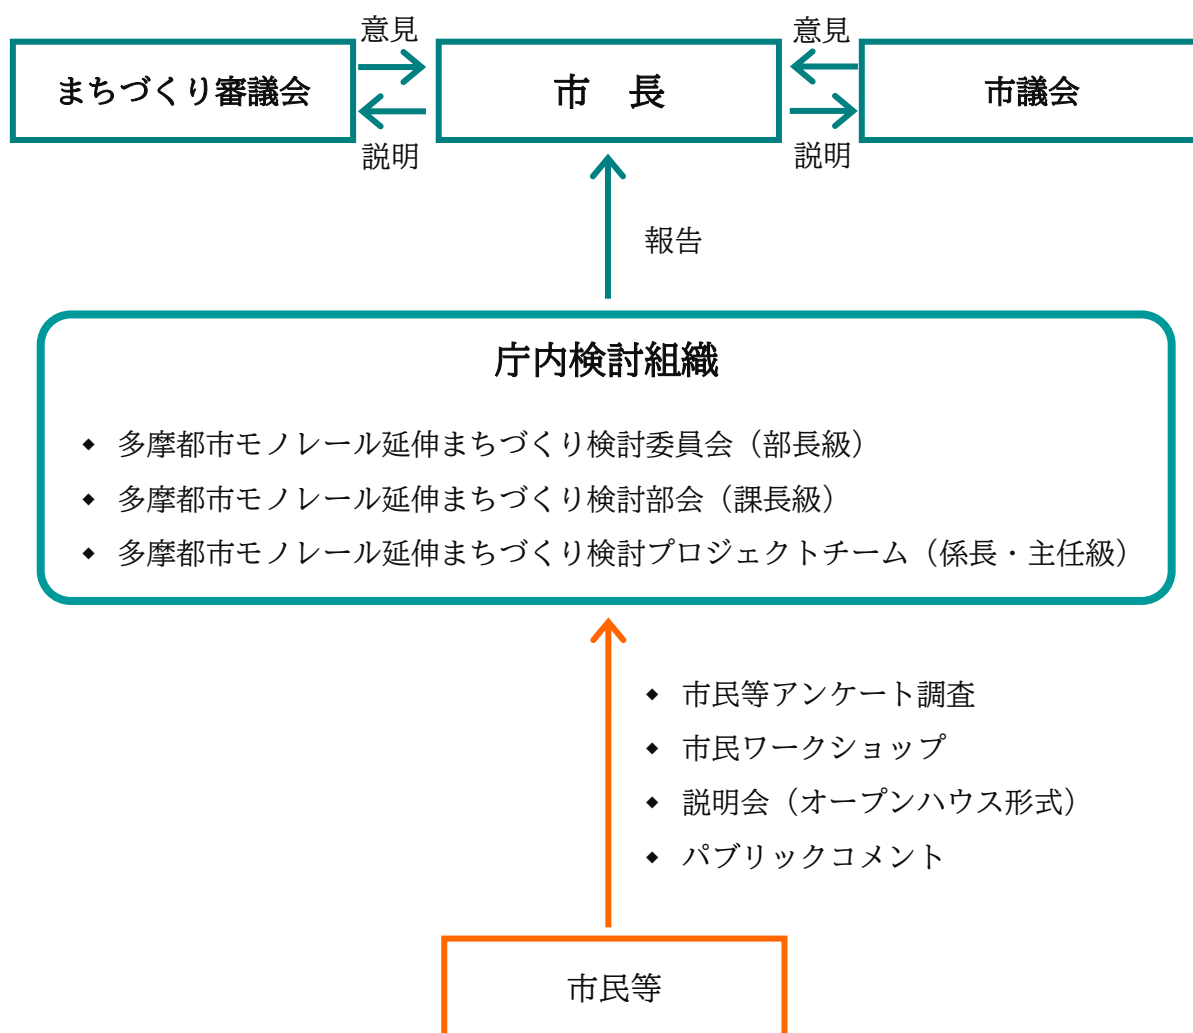 意見
意見
まちづくり審議会
市　長
市議会
説明
説明
報告
庁内検討組織
◆ 多摩都市モノレール延伸まちづくり検討委員会（部長級）
◆ 多摩都市モノレール延伸まちづくり検討部会（課長級）
◆ 多摩都市モノレール延伸まちづくり検討プロジェクトチーム（係長・主任級）
◆ 市民等アンケート調査
◆ 市民ワークショップ
◆ 説明会（オープンハウス形式）
◆ パブリックコメント
市民等